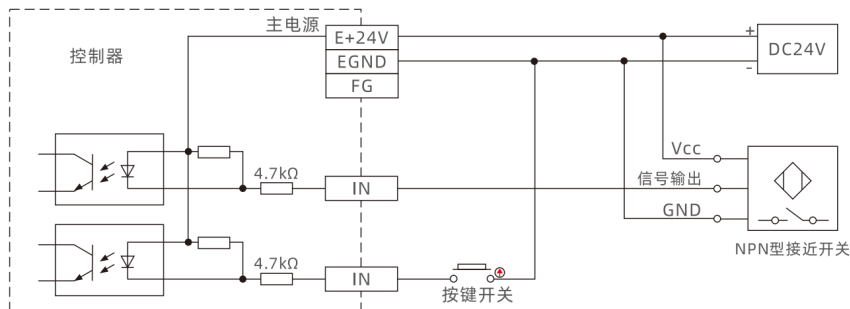 主电源
E+24V
+
DC24V
控制器
EGND
-
FG
Vcc
4.7kΩ
IN
信号输出
GND
NPN型接近开关
4.7kΩ
IN
按键开关